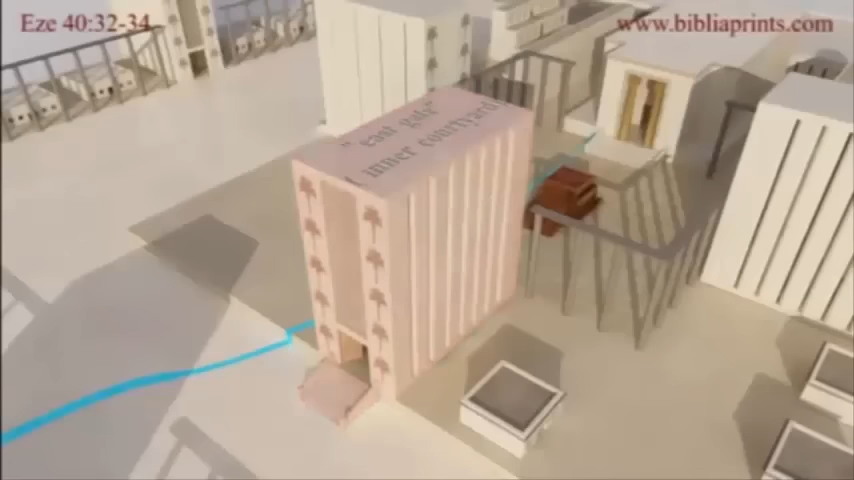 Eze 40:32-34
www.bibliaprints.com
" east gate"
( inner courtyard)